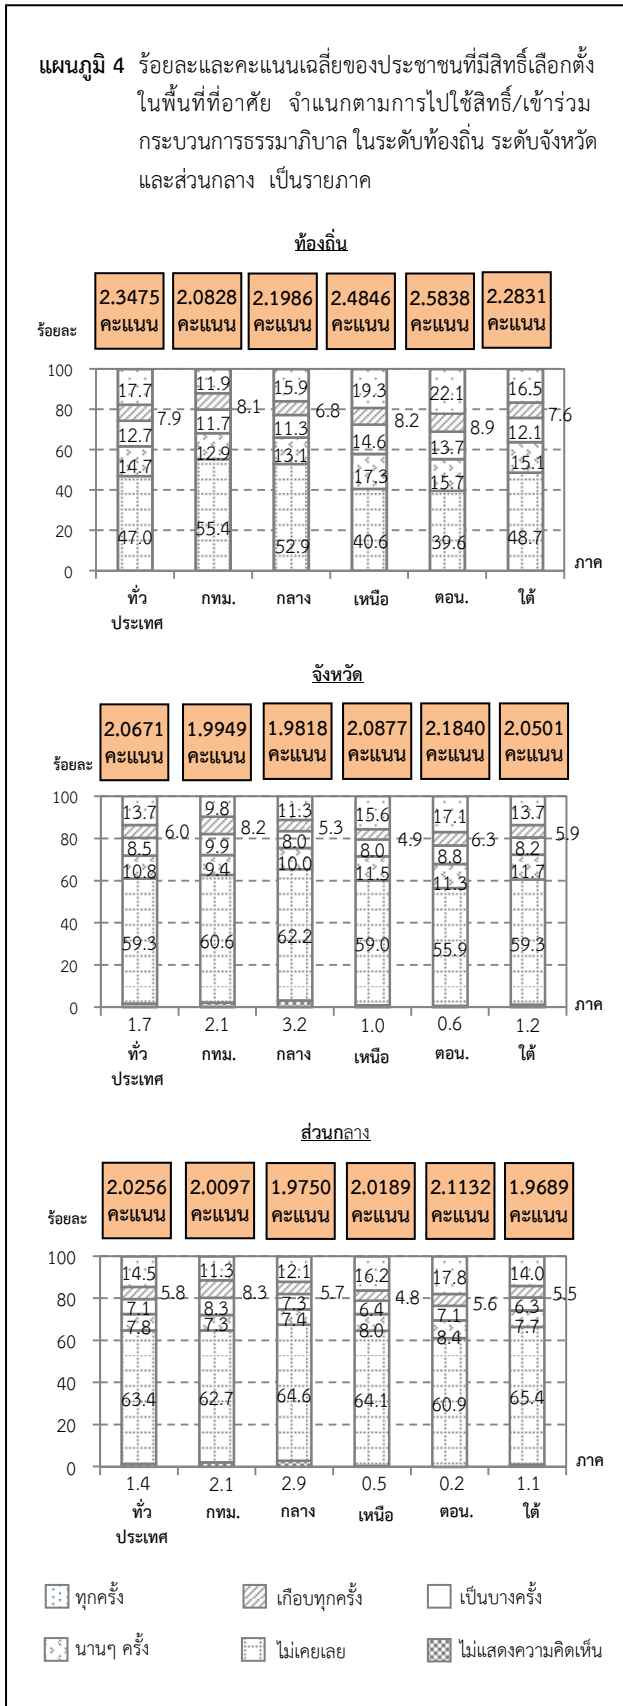 แผนภูมิ 4 ร้อยละและคะแนนเฉลี่ยของประชาชนที่มีสิทธิ์เลือกตั้ง
ในพื้นที่ที่อาศัย จำแนกตามการไปใช้สิทธิ์/เข้าร่วม
กระบวนการธรรมาภิบาล ในระดับท้องถิ่น ระดับจังหวัด
และส่วนกลาง เป็นรายภาค
ท้องถิ่น
2.3475 2.0828 2.1986 2.4846 2.5838 2.2831
คะแนน คะแนน คะแนน คะแนน คะแนน คะแนน
ร้อยละ
100
80
60
40
20
0
17.7 11.9 15.9 19.3 22.1 16.5
7.9 8.1 6.8 8.2 8.9 7.6
12.7 11.7 11.3 14.6 13.7 12.1
14.7 12.9 13.1 17.3 15.7 15.1
47.0 55.4 52.9 40.6 39.6 48.7
ภาค
ทั่ว กทม. กลาง เหนือ ตอน. ใต้
ประเทศ
จังหวัด
2.0671 1.9949 1.9818 2.0877 2.1840 2.0501
คะแนน คะแนน คะแนน คะแนน คะแนน คะแนน
ร้อยละ
100
80
60
40
20
0
13.7 9.8 11.3 15.6 17.1 13.7
6.0 8.2 5.3 4.9 6.3 5.9
8.5 9.9 8.0 8.0 8.8 8.2
10.8 9.4 10.0 11.5 11.3 11.7
59.3 60.6 62.2 59.0 55.9 59.3
ภาค
1.7 2.1 3.2 1.0 0.6 1.2
ทั่ว กทม. กลาง เหนือ ตอน. ใต้
ประเทศ
ส่วนกลาง
2.0256 2.0097 1.9750 2.0189 2.1132 1.9689
คะแนน คะแนน คะแนน คะแนน คะแนน คะแนน
ร้อยละ
100
80
60
40
20
0
14.5 11.3 12.1 16.2 17.8 14.0
5.8 8.3 5.7 4.8 5.6 5.5
7.1 8.3 7.3 6.4 7.1 6.3
7.8 7.3 7.4 8.0 8.4 7.7
63.4 62.7 64.6 64.1 60.9 65.4
ภาค
1.4 2.1 2.9 0.5 0.2 1.1
ทั่ว กทม. กลาง เหนือ ตอน. ใต้
ประเทศ
ทุกครั้ง เกือบทุกครั้ง เป็นบางครั้ง
นานๆ ครั้ง ไม่เคยเลย ไม่แสดงความคิดเห็น